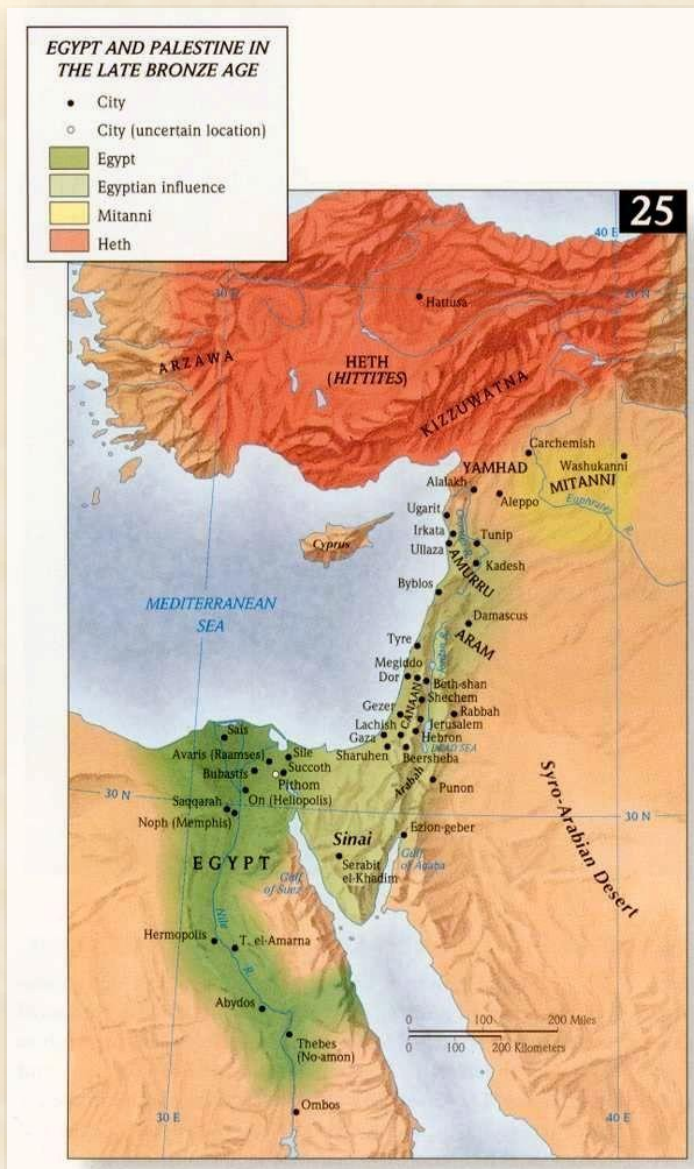 EGYPT AND PALESTINE IN
THE LATE BRONZE AGE
City
City (uncertain location)
Egypt
Egyptian influence
Mitanni
Heth
25
40 E
30 E
Hattusa
ARZAWA
HETH
(HITTITES)
KIZZUWATNA
Carchemish
YAMHAD
Washukanni
MITANNI
Alalakh
Aleppo
Euphrates R.
Ugarit
Irkata
Tunip
Ullaza
Cyprus
AMURRU
Kadesh
Byblos
MEDITERRANEAN
SEA
Damascus
ARAM
Tyre
Megiddo
Dor
Beth-shan
Shechem
CANAAN
Gezer
Rabbah
Lachish
Jerusalem
Gaza
Hebron
Sharuhen
DEAD SEA
Beersheba
Arabah
Sais
Avaris (Raamses)
Sile
Bubastis
Succoth
Pithom
Punon
30 N
On (Heliopolis)
Saqqarah
Noph (Memphis)
30 N
Syro-Arabian Desert
Sinai
Ezion-geber
EGYPT
Serabit
el-Khadim
Gulf
of Aqaba
Gulf
of Suez
Nile R.
Hermopolis
T. el-Amarna
Abydos
0 100 200 Miles
0 100 200 Kilometers
Thebes
(No-amon)
Ombos
30 E
40 E